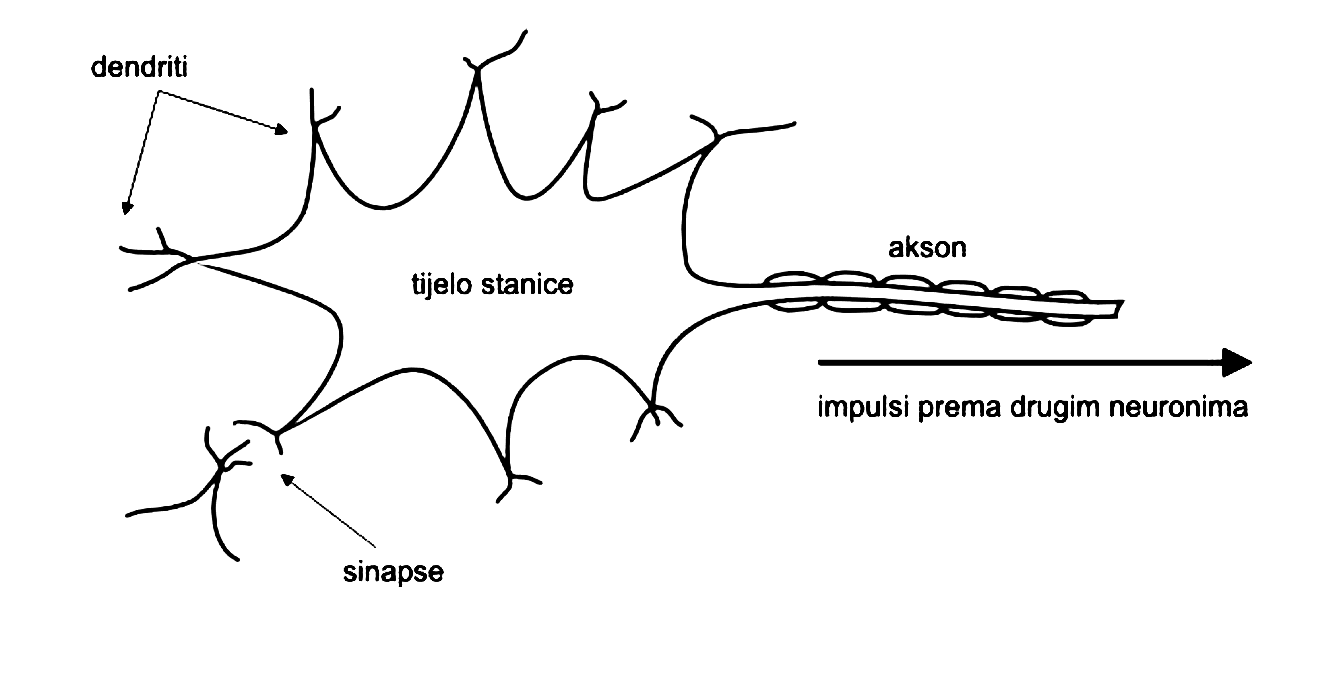 dendriti
akson
tijelo stanice
impulsi prema drugim neuronima
sinapse